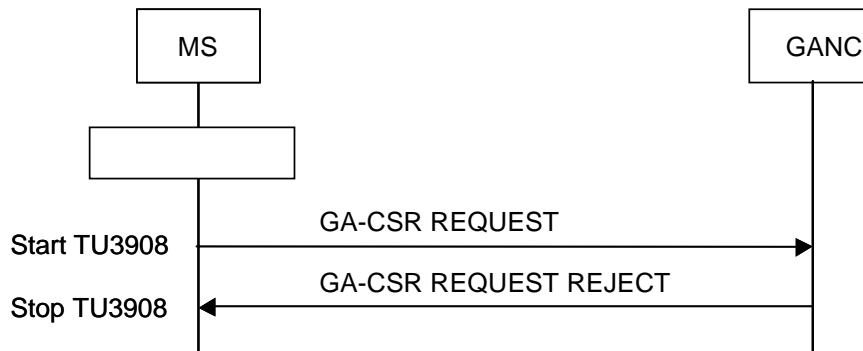 MS
GANC
GA-CSR REQUEST
Start TU3908
GA-CSR REQUEST REJECT
Stop TU3908